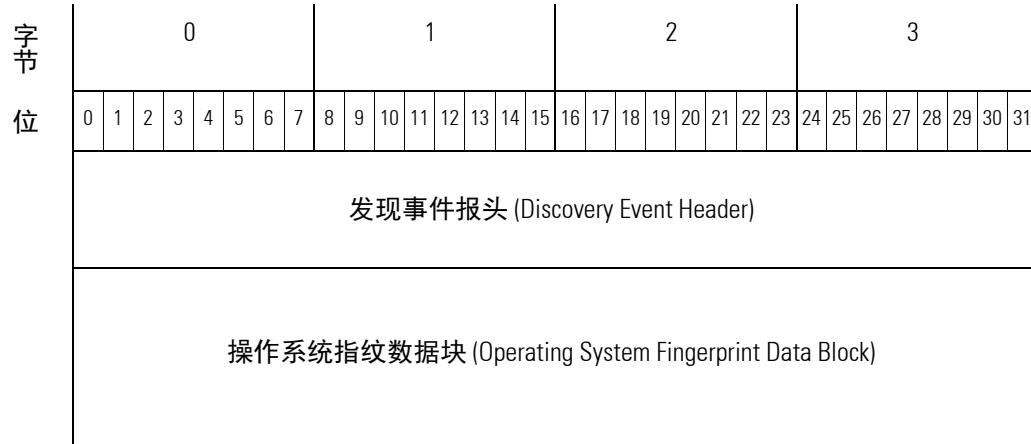 字节 0 1 2 3
位 0 1 2 3 4 5 6 7 8 9 10 11 12 13 14 15 16 17 18 19 20 21 22 23 24 25 26 27 28 29 30 31
发现事件报头 (Discovery Event Header)
操作系统指纹数据块 (Operating System Fingerprint Data Block)